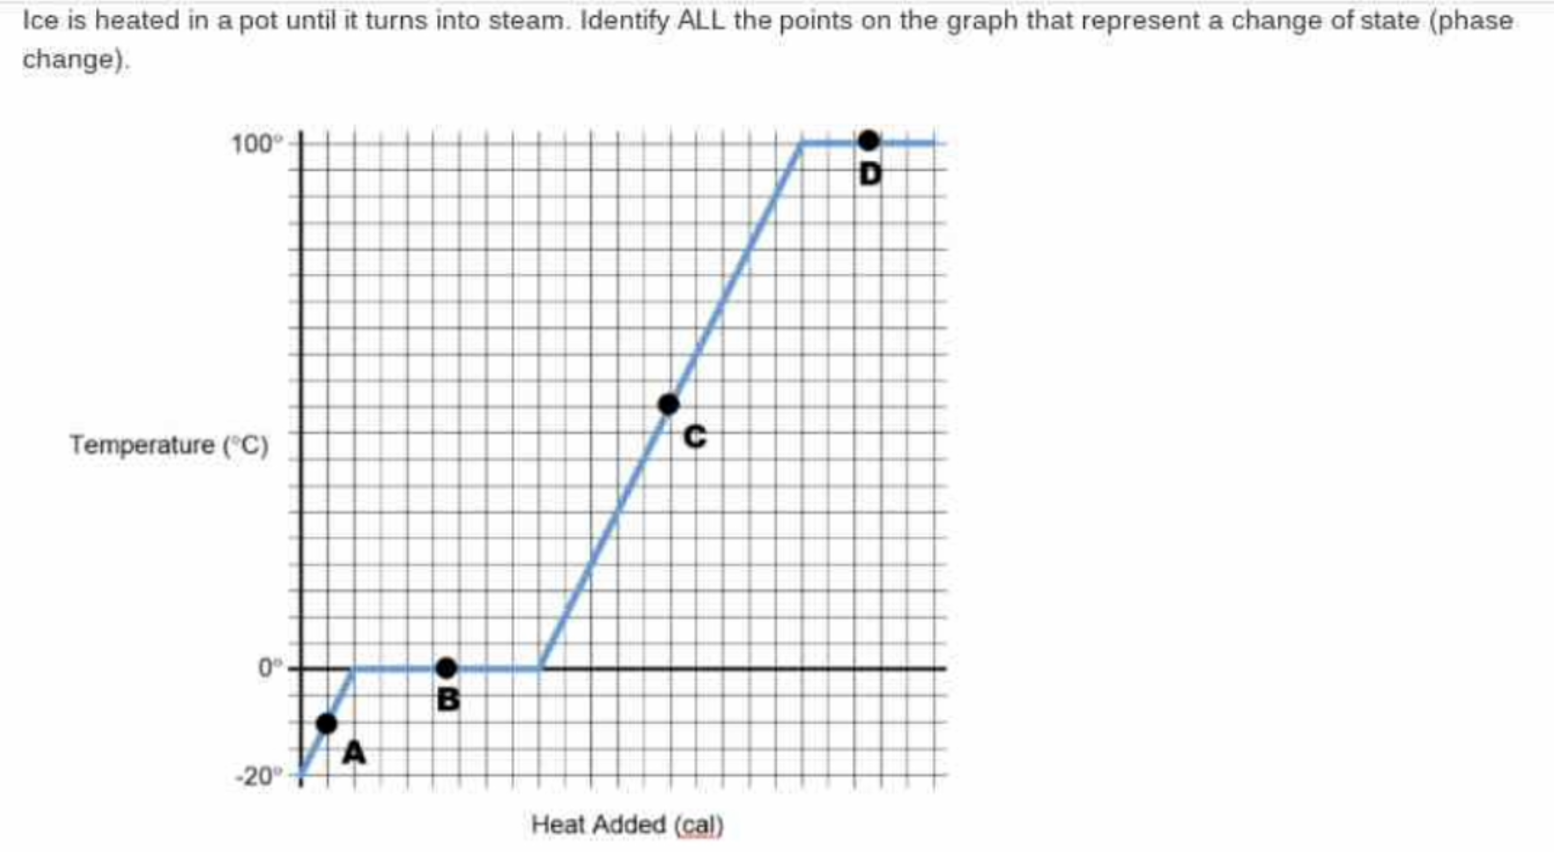 Ice is heated in a pot until it turns into steam. Identify ALL the points on the graph that represent a change of state (phase
change).
100°
D
C
Temperature (°C)
0°
B
A
-20°
Heat Added (cal)